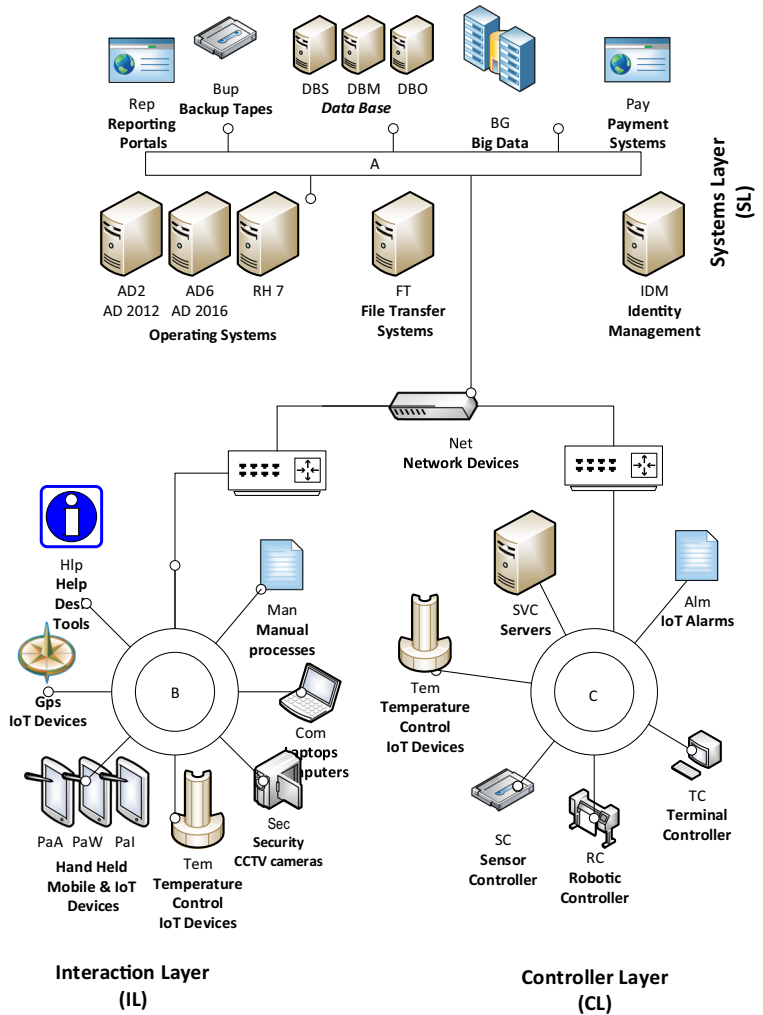 Rep
Reporting
Portals
Bup
Backup Tapes
DBS
DBM
DBO
Data Base
BG
Big Data
Pay
Payment
Systems
A
Systems Layer
(SL)
AD2
AD 2012
AD6
AD 2016
RH 7
Operating Systems
FT
File Transfer
Systems
IDM
Identity
Management
Net
Network Devices
Hlp
Help
Desk
Tools
Man
Manual
processes
Gps
IoT Devices
B
Com
Laptops
PaA
PaW
PaI
Hand Held
Mobile & IoT
Devices
Tem
Temperature
Control
IoT Devices
Sec
Security
CCTV cameras
Interaction Layer
(IL)
SVC
Servers
Alm
IoT Alarms
Tem
Temperature
Control
IoT Devices
C
SC
Sensor
Controller
RC
Robotic
Controller
TC
Terminal
Controller
Controller Layer
(CL)